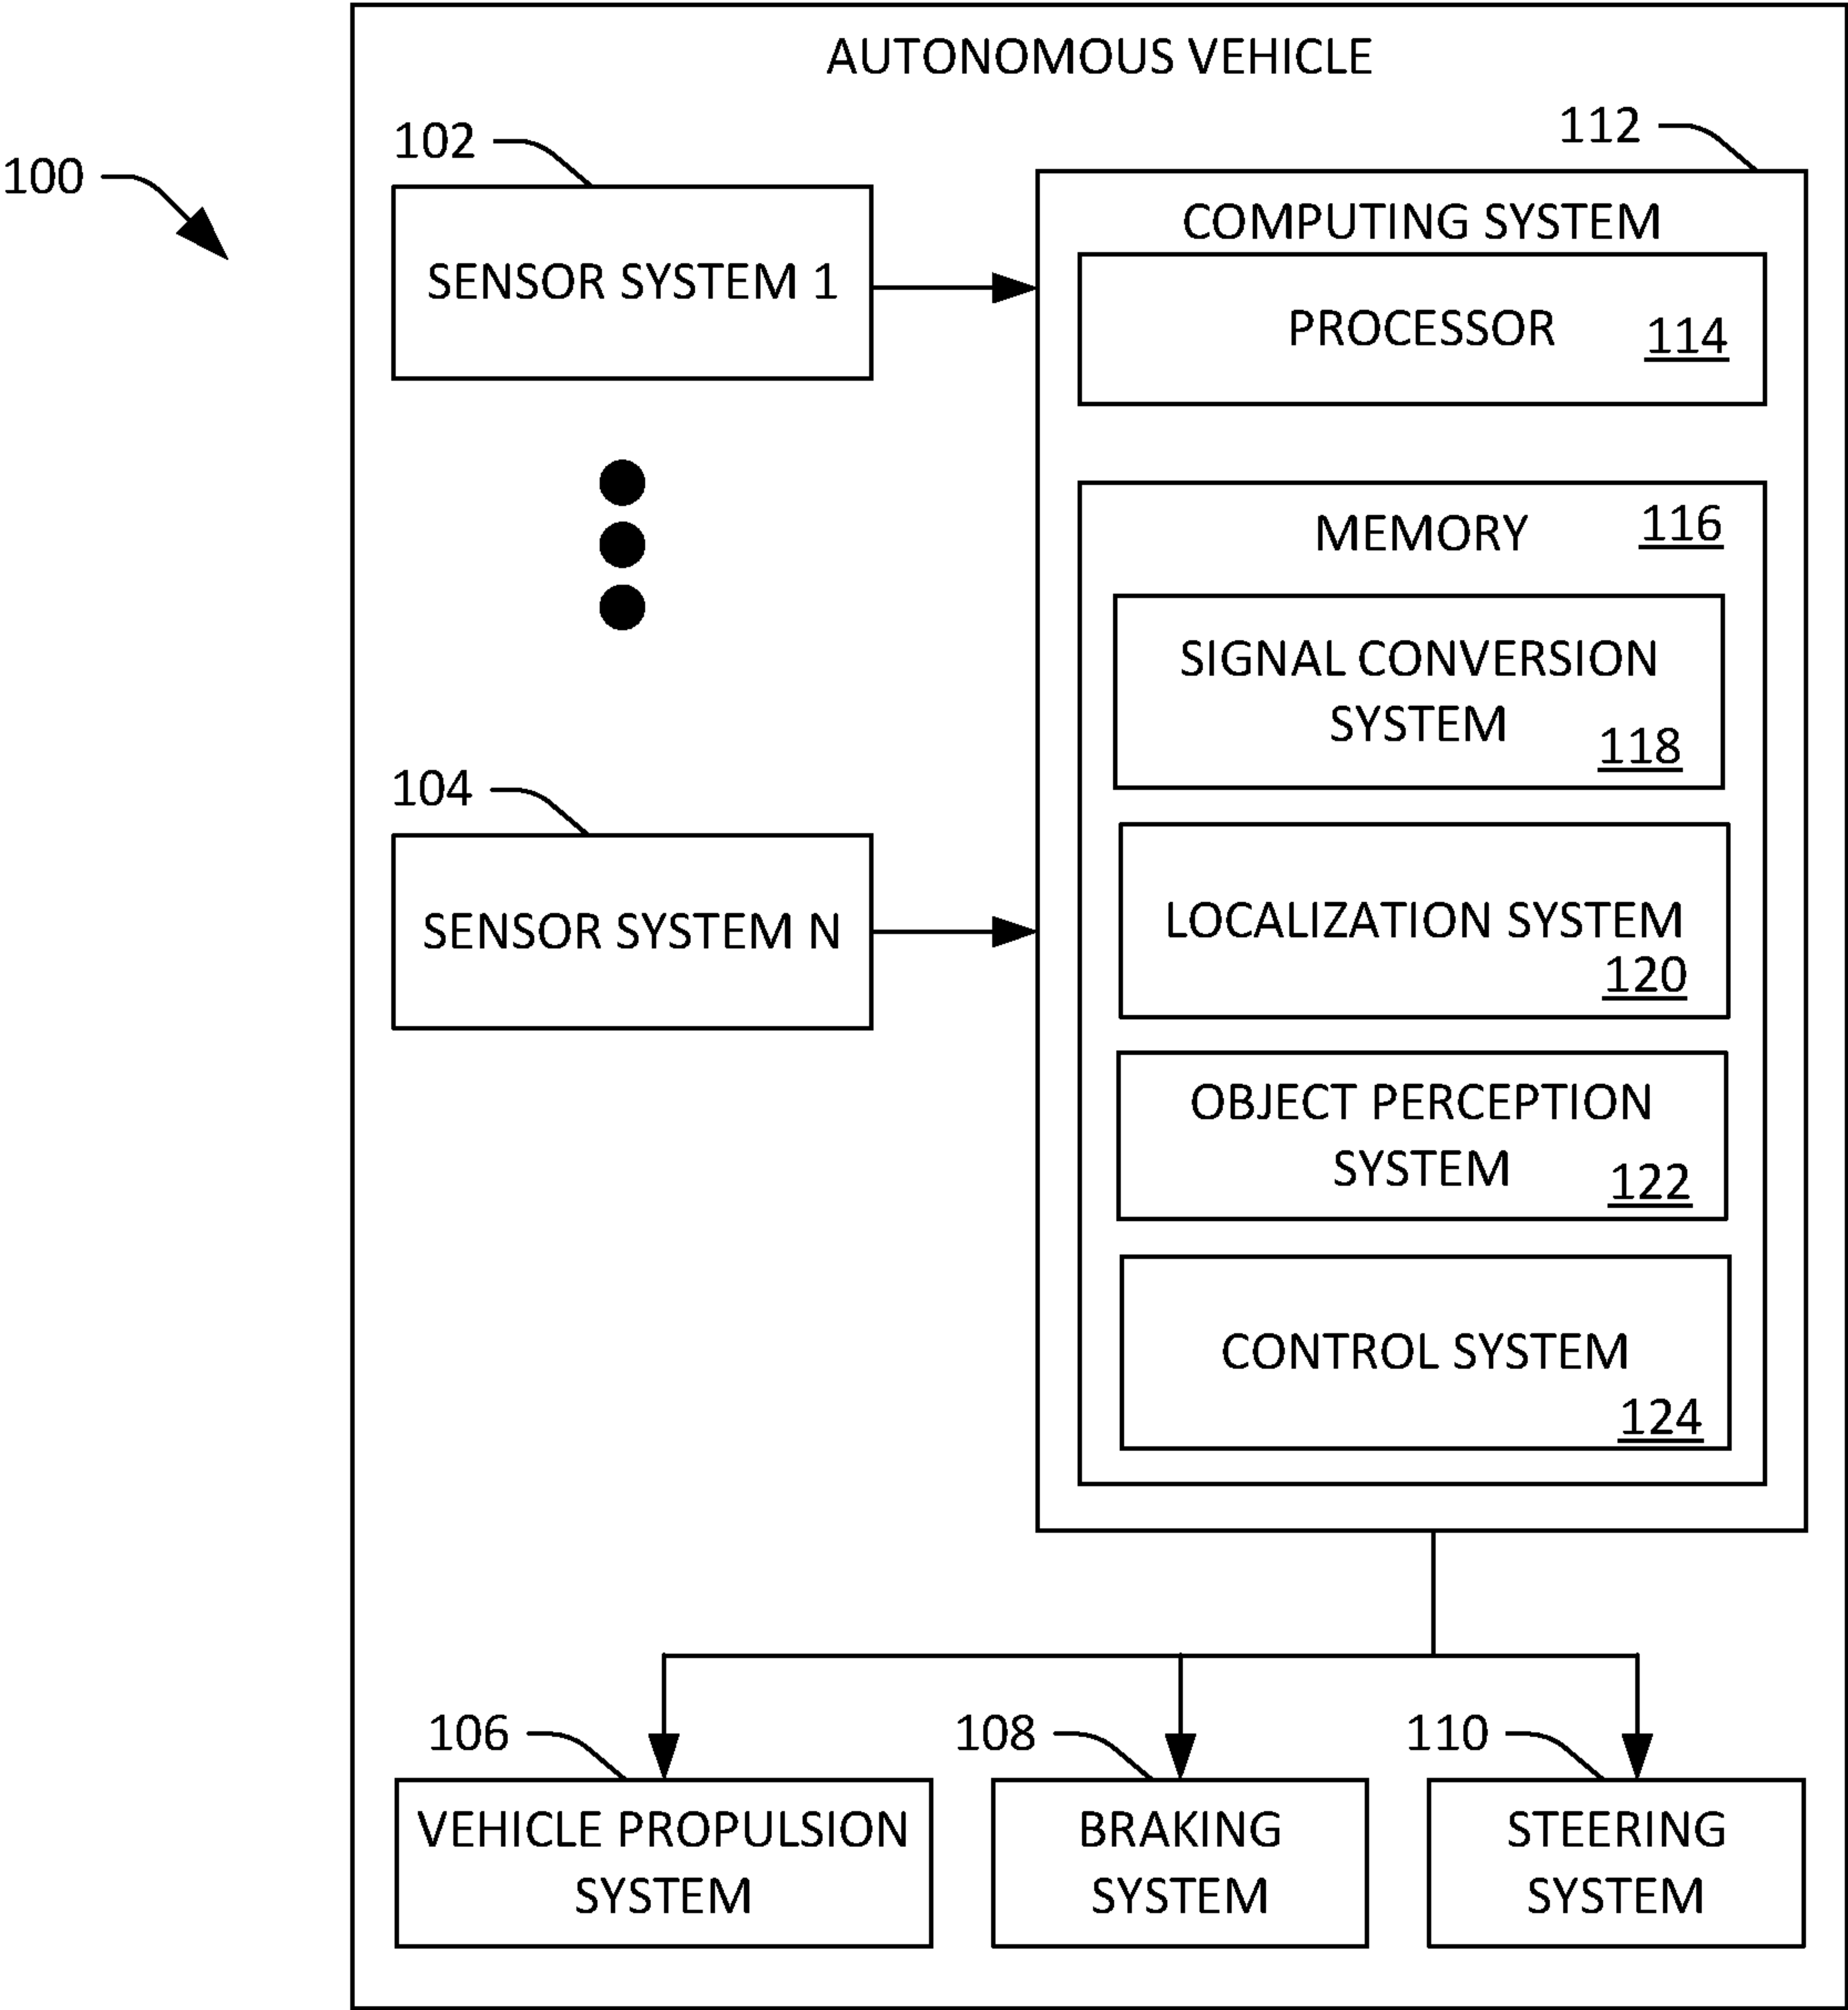 AUTONOMOUS VEHICLE
100
102
SENSOR SYSTEM 1
112
COMPUTING SYSTEM
PROCESSOR
114
MEMORY
116
SIGNAL CONVERSION
SYSTEM
118
104
SENSOR SYSTEM N
LOCALIZATION SYSTEM
120
OBJECT PERCEPTION
SYSTEM
122
CONTROL SYSTEM
124
106
VEHICLE PROPULSION
SYSTEM
108
BRAKING
SYSTEM
110
STEERING
SYSTEM